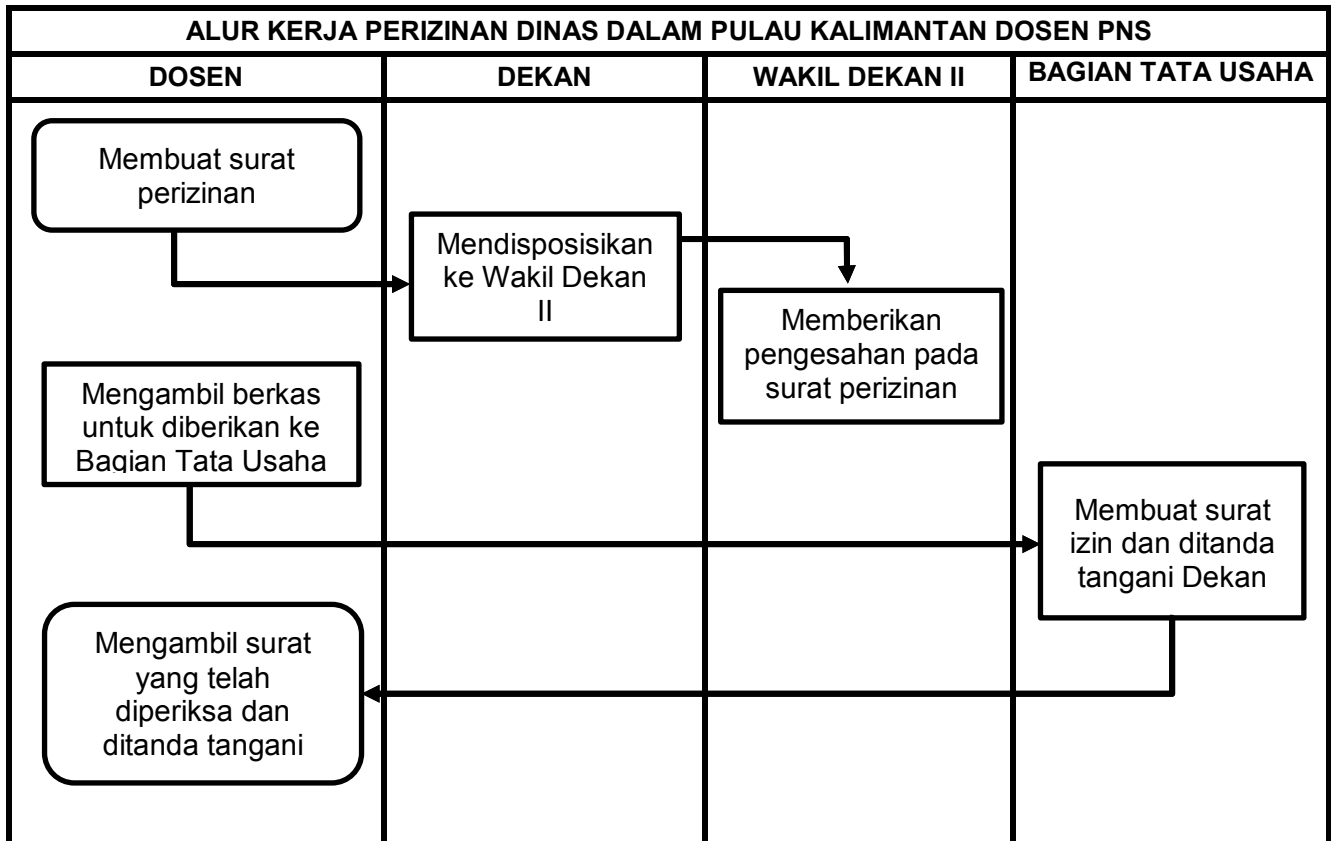 ALUR KERJA PERIZINAN DINAS DALAM PULAU KALIMANTAN DOSEN PNS
DOSEN
DEKAN
WAKIL DEKAN II
BAGIAN TATA USAHA
Membuat surat
perizinan
Mendisposisikan
ke Wakil Dekan
II
Memberikan
pengesahan pada
surat perizinan
Mengambil berkas
untuk diberikan ke
Bagian Tata Usaha
Membuat surat
izin dan ditanda
tangani Dekan
Mengambil surat
yang telah
diperiksa dan
ditanda tangani